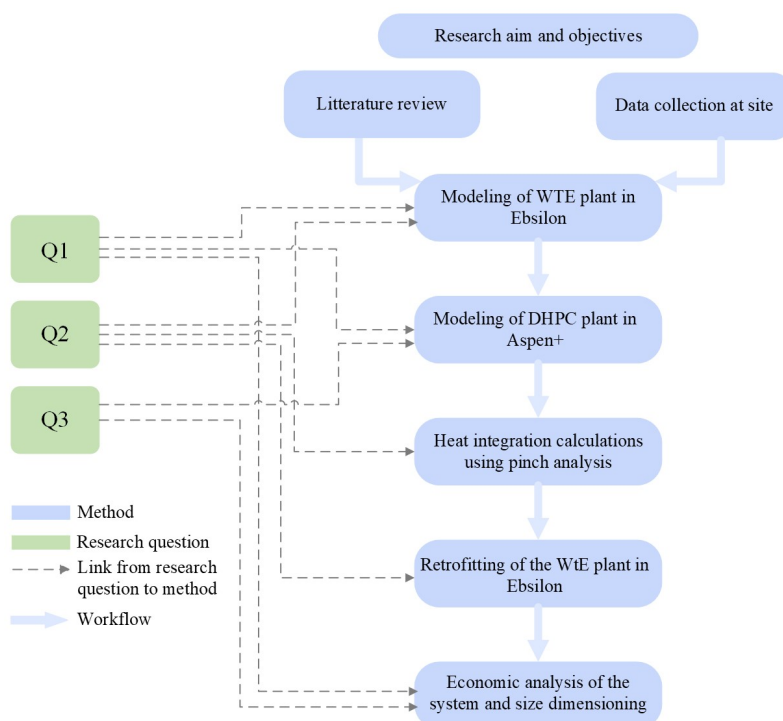 Research aim and objectives
Litterature review
Data collection at site
Modeling of WTE plant in
Ebsilon
Q1
Modeling of DHPC plant in
Aspen+
Q2
Q3
Heat integration calculations
using pinch analysis
Method
Research question
Link from research
question to method
Workflow
Retrofitting of the WtE plant in
Ebsilon
Economic analysis of the
system and size dimensioning